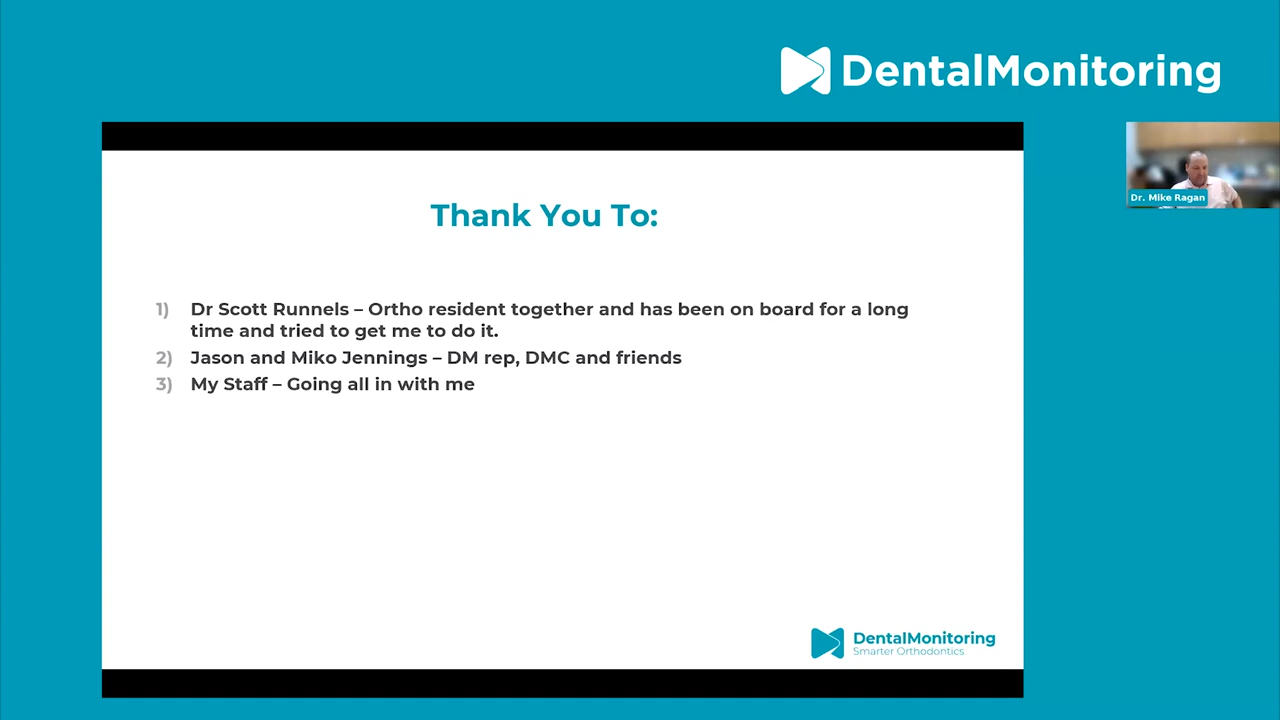 DentalMonitoring
Dr. Mike Ragan
Thank You To:
1) Dr Scott Runnels – Ortho resident together and has been on board for a long
time and tried to get me to do it.
2) Jason and Miko Jennings – DM rep, DMC and friends
3) My Staff – Going all in with me
DentalMonitoring
Smarter Orthodontics